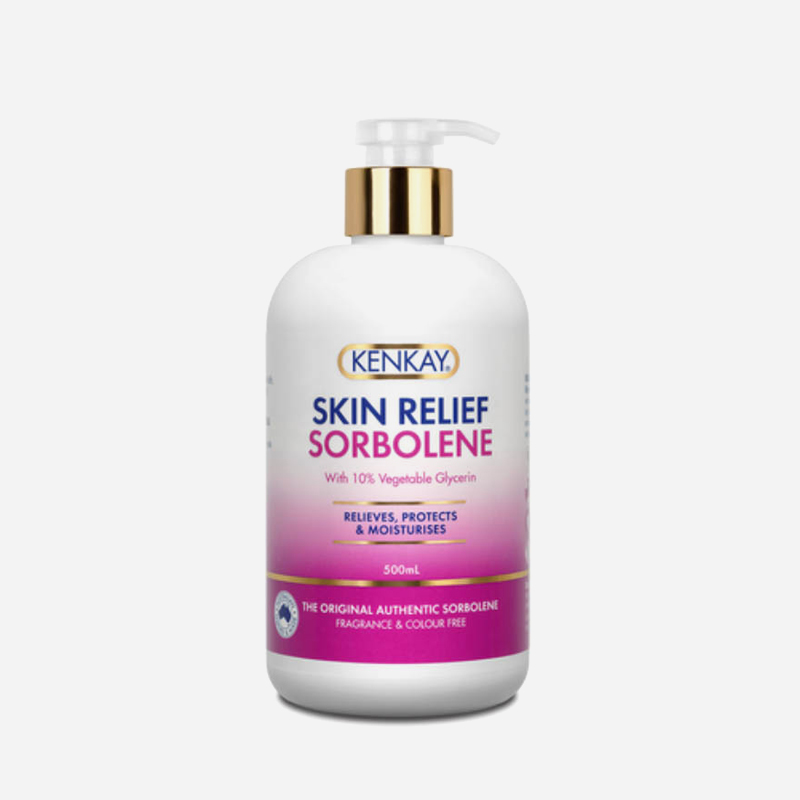 KENKAY®
SKIN RELIEF
SORBOLENE
With 10% Vegetable Glycerin
RELIEVES, PROTECTS
& MOISTURISES
500mL
THE ORIGINAL AUTHENTIC SORBOLENE
FRAGRANCE & COLOUR FREE